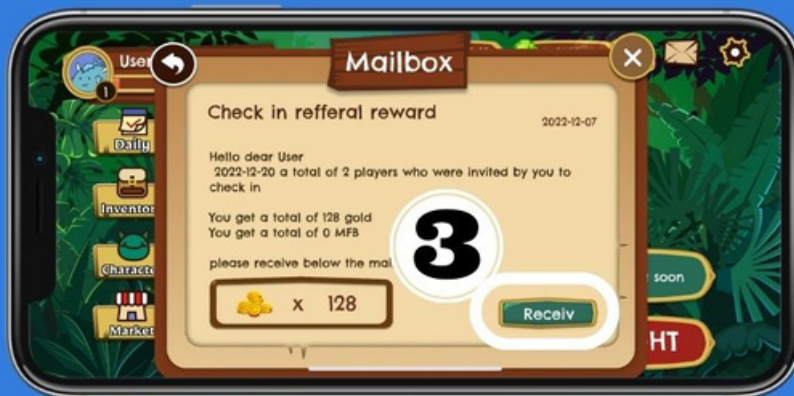 User
1
Mailbox
Daily
Check in refferal reward
2022-12-07
Hello dear User
2022-12-20 a total of 2 players who were invited by you to
check in
Inventor
You get a total of 128 gold
You get a total of 0 MFB
3
Characte
please receive below the mai
soon
x 128
Receiv
Market
HT